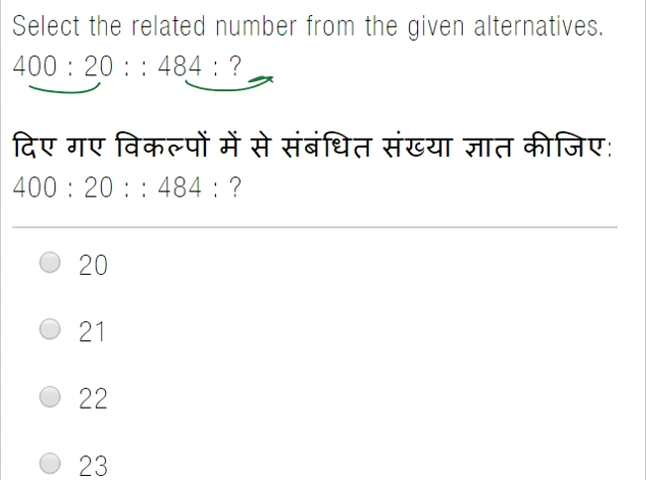 Select the related number from the given alternatives.
400 : 20 : : 484 : ?
दिए गए विकल्पों में से संबंधित संख्या ज्ञात कीजिए:
400 : 20 : : 484 : ?
20
21
22
23